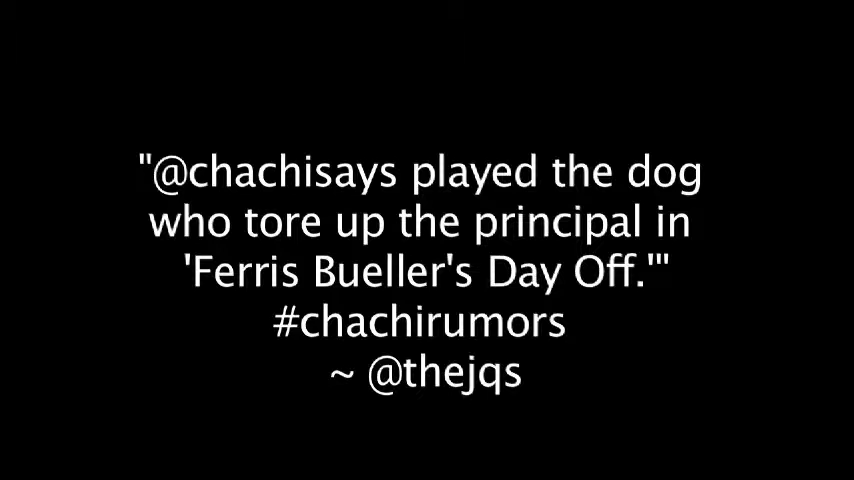 "@chachisays played the dog
who tore up the principal in
'Ferris Bueller's Day Off.'"
#chachirumors
~ @thejqs